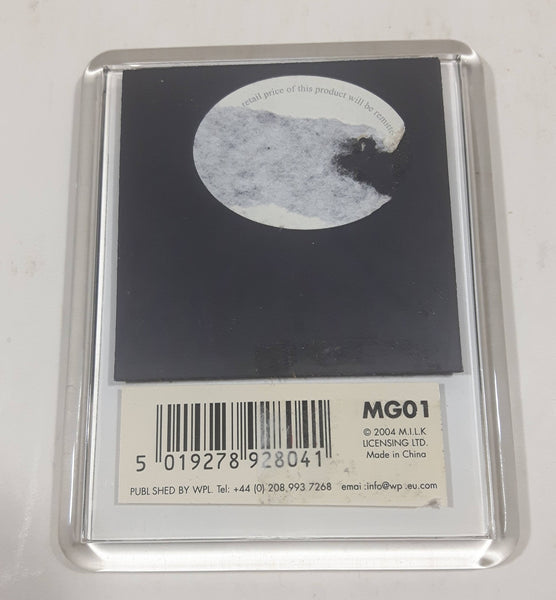 retail price of this product will be remitte
MG01
© 2004 M.I.L.K
LICENSING LTD.
Made in China
5 019278 928041
PUBL SHED BY WPL. Tel: +44 (0) 208 993 7268 emai :info@wp :eu.com